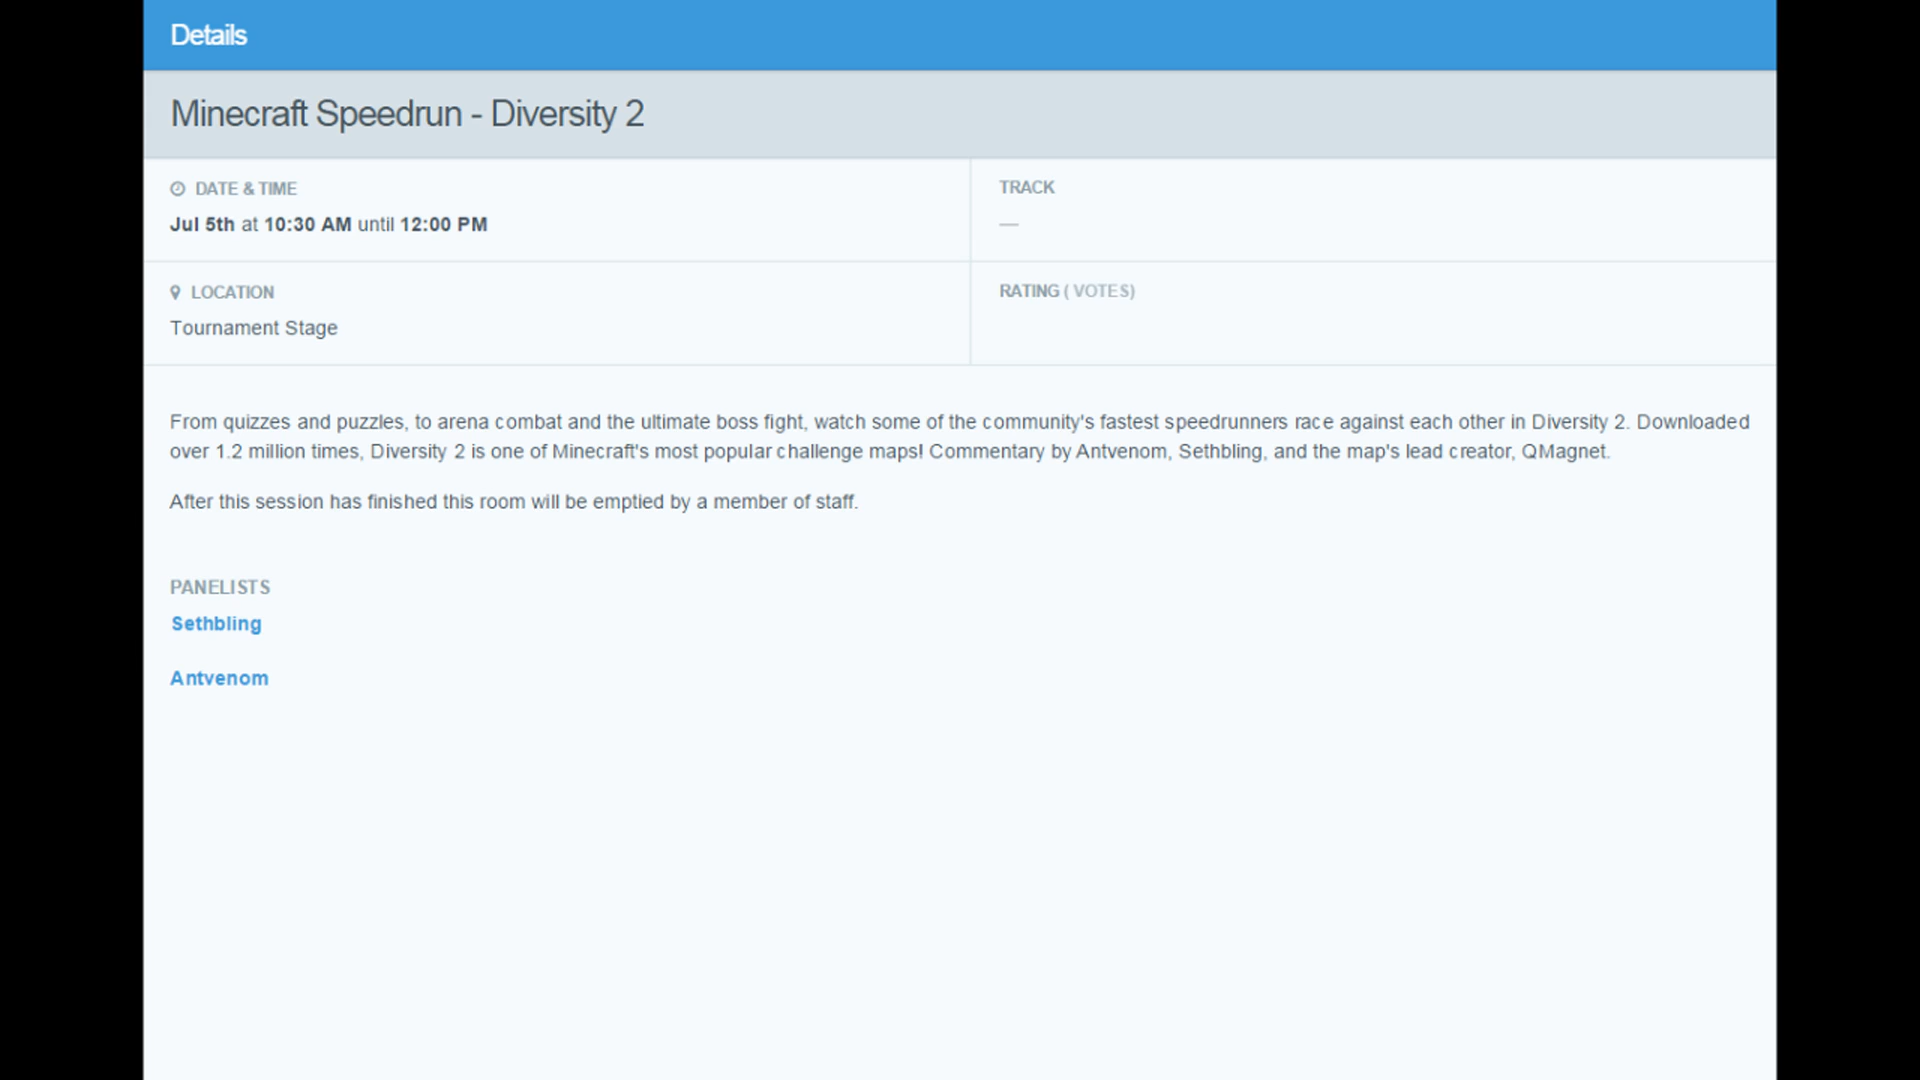 Details
Minecraft Speedrun - Diversity 2
DATE & TIME
Jul 5th at 10:30 AM until 12:00 PM
TRACK
—
LOCATION
Tournament Stage
RATING ( VOTES)
From quizzes and puzzles, to arena combat and the ultimate boss fight, watch some of the community's fastest speedrunners race against each other in Diversity 2. Downloaded
over 1.2 million times, Diversity 2 is one of Minecraft's most popular challenge maps! Commentary by Antvenom, Sethbling, and the map's lead creator, QMagnet.
After this session has finished this room will be emptied by a member of staff.
PANELISTS
Sethbling
Antvenom